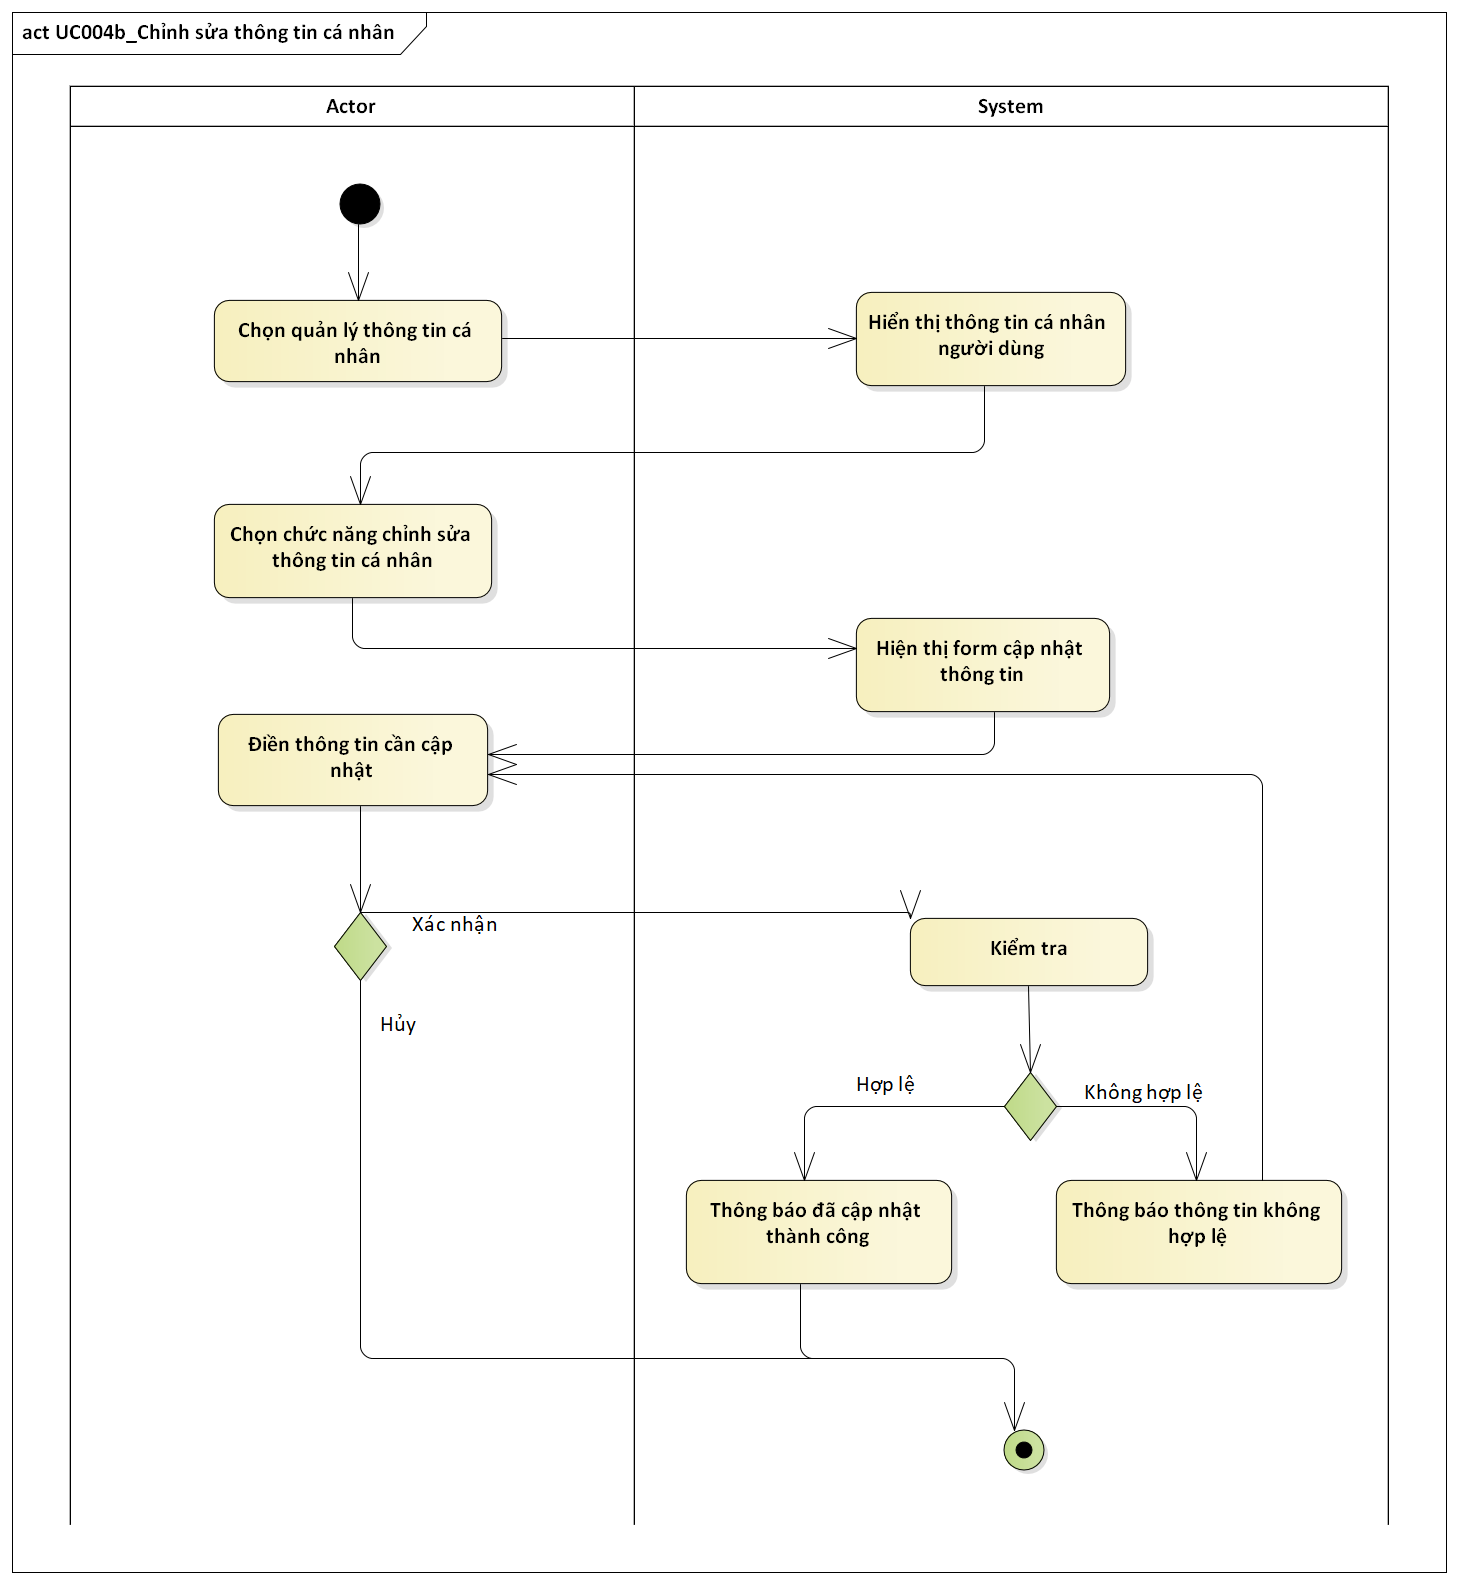 act UC004b_Chỉnh sửa thông tin cá nhân
Actor
System
Chọn quản lý thông tin cá
nhân
Hiển thị thông tin cá nhân
người dùng
Chọn chức năng chỉnh sửa
thông tin cá nhân
Hiện thị form cập nhật
thông tin
Điền thông tin cần cập
nhật
Xác nhận
Kiểm tra
Hủy
Hợp lệ
Không hợp lệ
Thông báo đã cập nhật
thành công
Thông báo thông tin không
hợp lệ